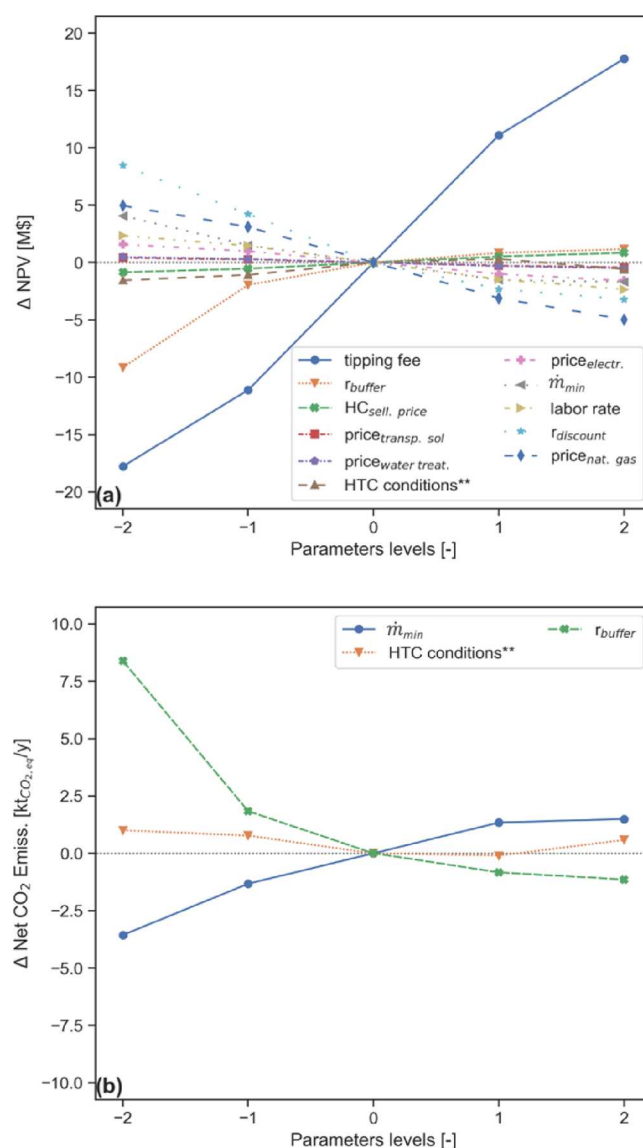 20
15
10
5
0
−5
−10
−15
−20
Δ NPV [M$]
tipping fee
r_buffer
HC_sell. price
price_transp. sol
price_water treat.
HTC conditions**
price_electr.
ṁ_min
labor rate
r_discount
price_nat. gas
(a)
−2 −1 0 1 2
Parameters levels [-]
10.0
7.5
5.0
2.5
0.0
−2.5
−5.0
−7.5
−10.0
Δ Net CO₂ Emiss. [kt_CO₂,eq/y]
ṁ_min
HTC conditions**
r_buffer
(b)
−2 −1 0 1 2
Parameters levels [-]